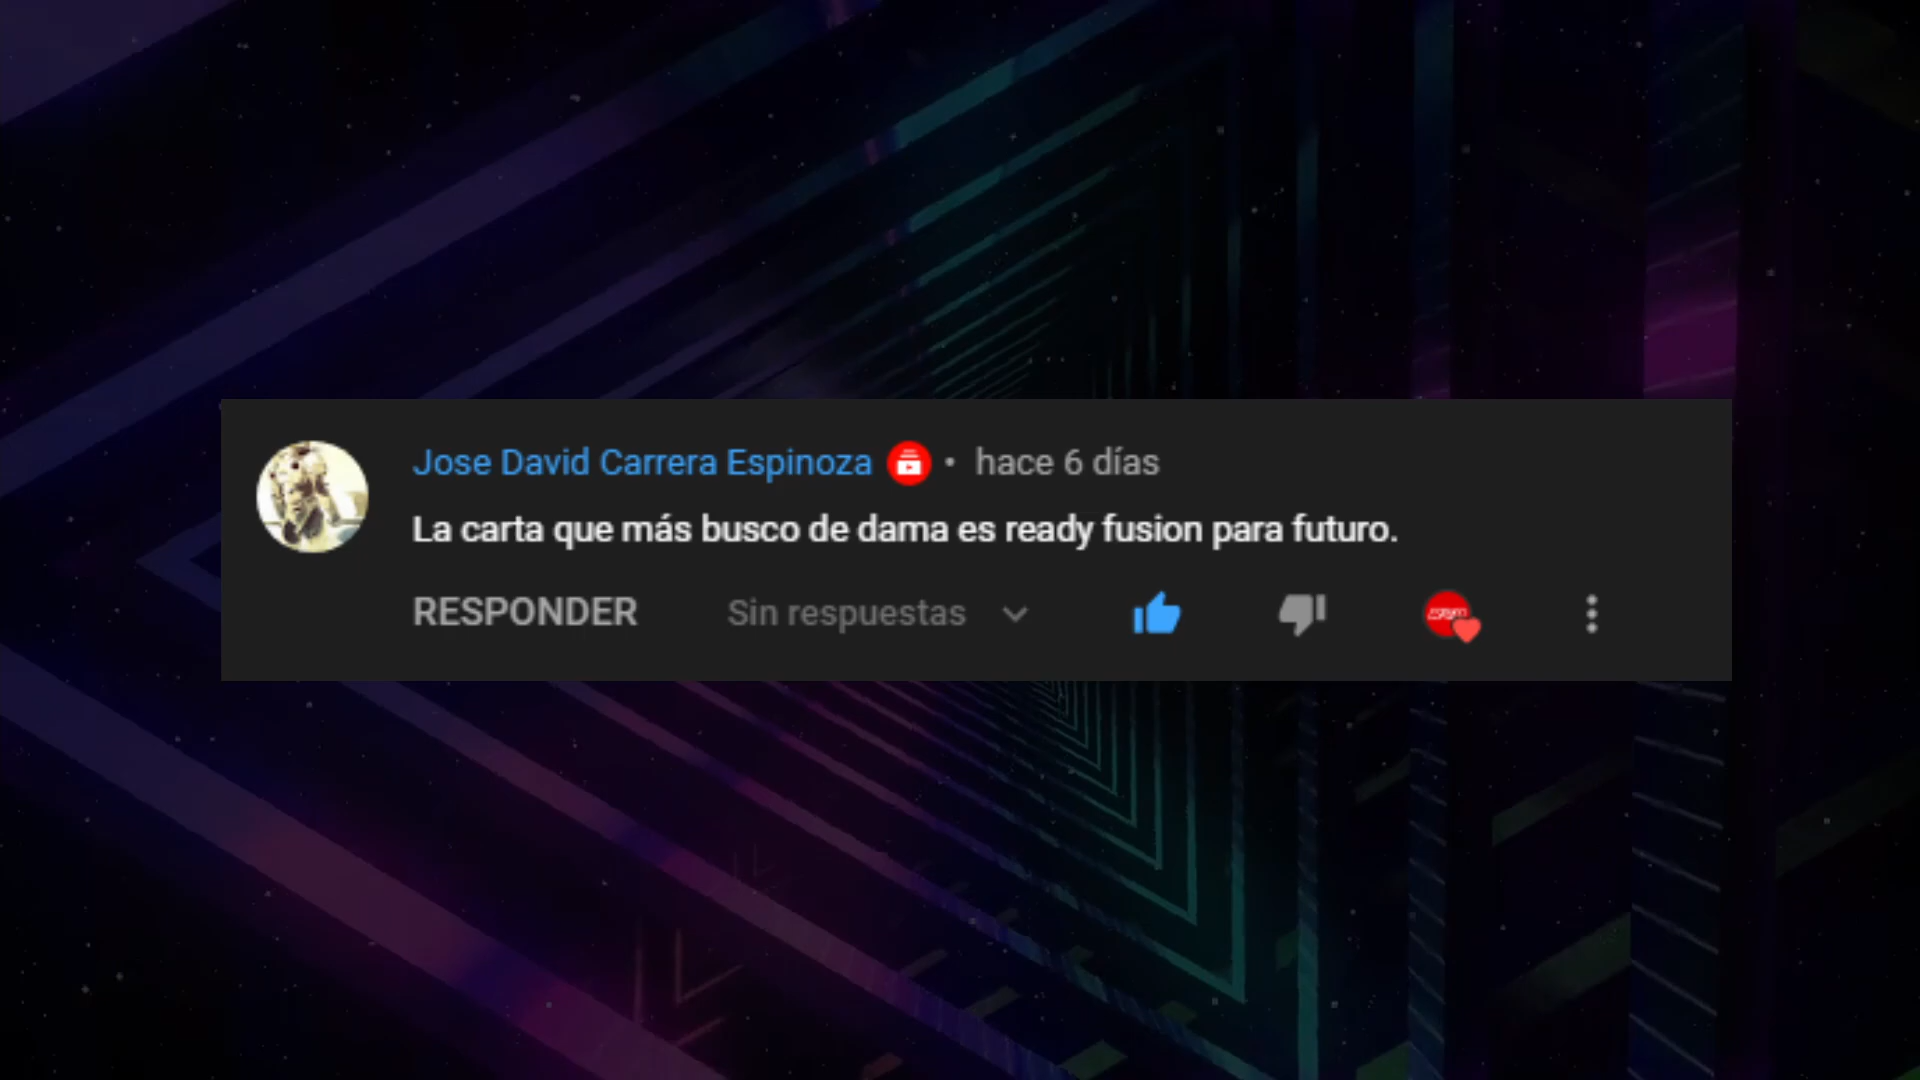 Jose David Carrera Espinoza • hace 6 días
La carta que más busco de dama es ready fusion para futuro.
RESPONDER Sin respuestas